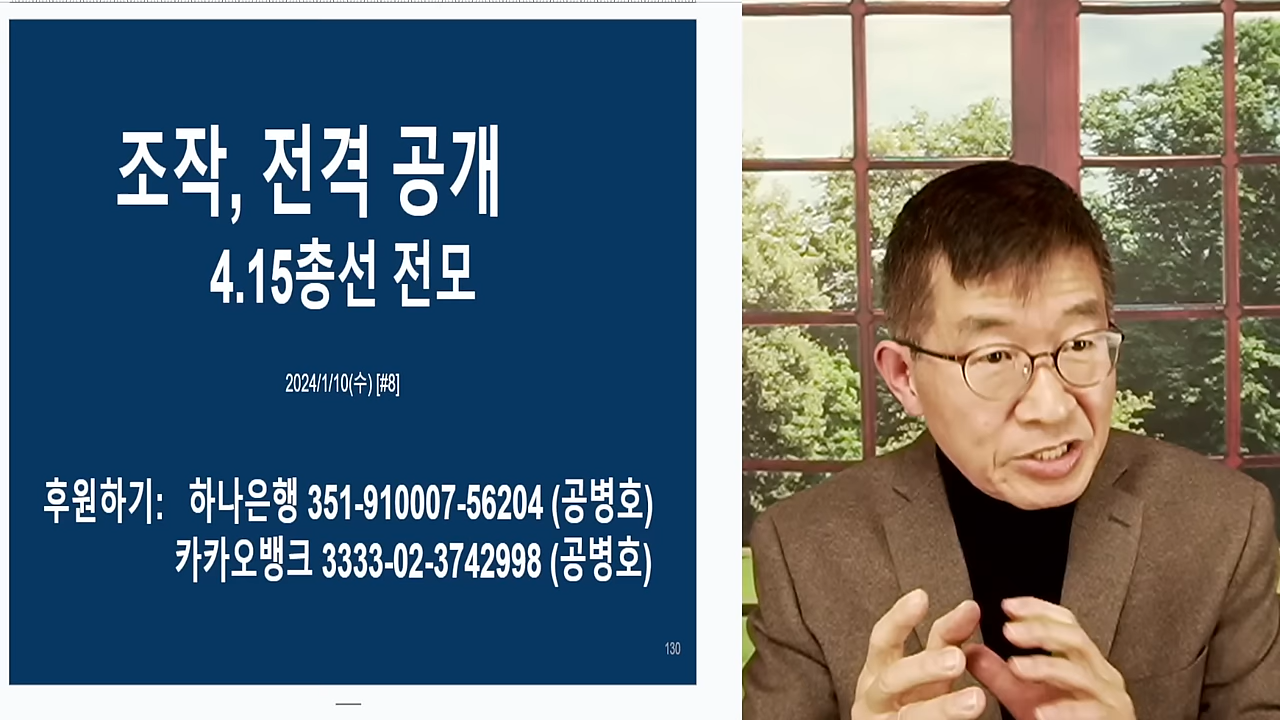 조작, 전격 공개
4.15총선 전모
2024/1/10(수) [#8]
후원하기: 하나은행 351-910007-56204 (공병호)
카카오뱅크 3333-02-3742998 (공병호)
130